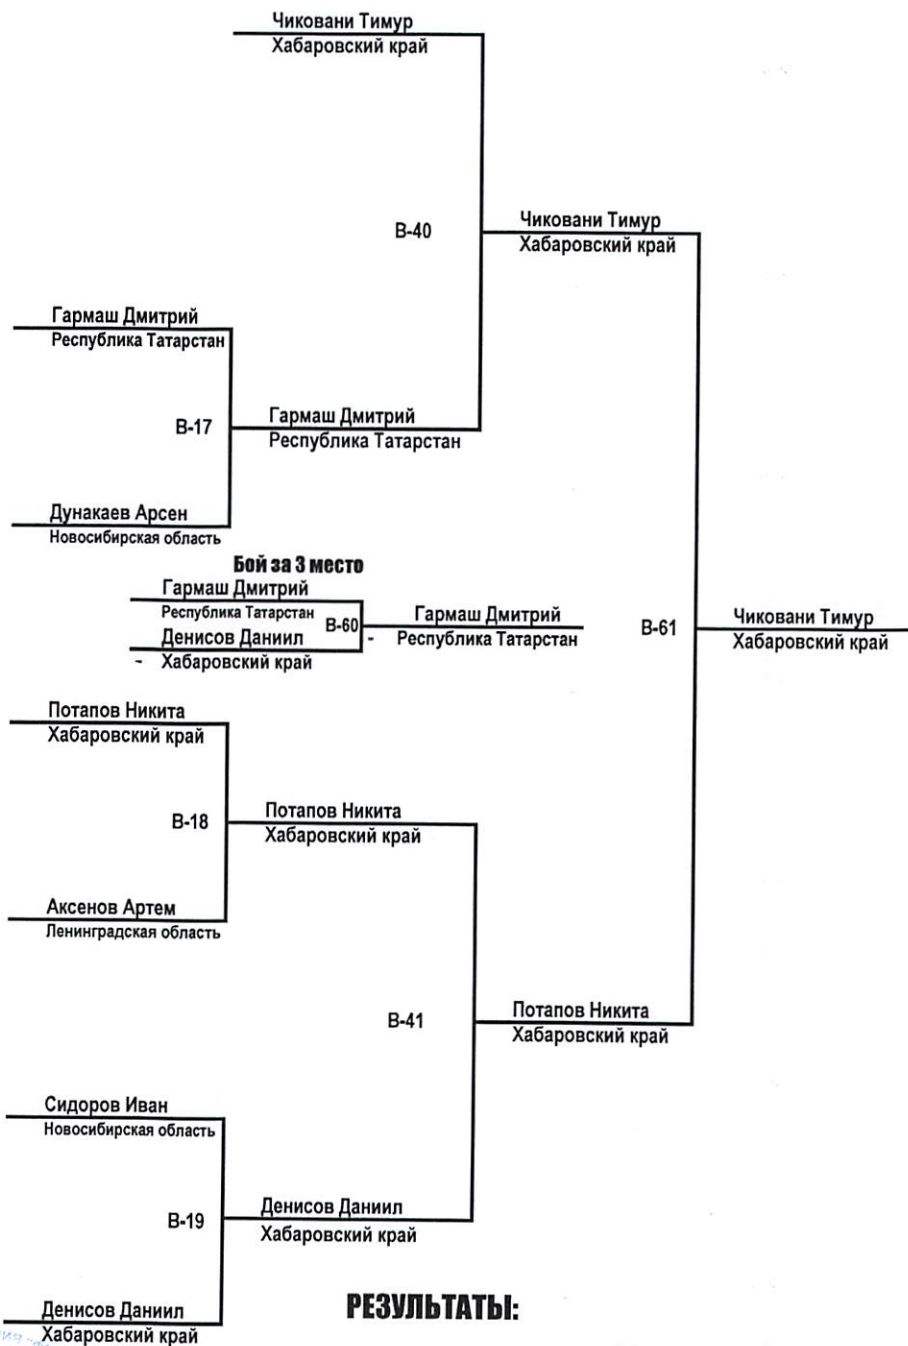 Чиковани Тимур
Хабаровский край
В-40
Чиковани Тимур
Хабаровский край
Гармаш Дмитрий
Республика Татарстан
В-17
Гармаш Дмитрий
Республика Татарстан
Дунакаев Арсен
Новосибирская область
Бой за 3 место
Гармаш Дмитрий
Республика Татарстан
В-60
Денисов Даниил
- Хабаровский край
Гармаш Дмитрий
- Республика Татарстан
В-61
Чиковани Тимур
Хабаровский край
Потапов Никита
Хабаровский край
В-18
Потапов Никита
Хабаровский край
Аксенов Артем
Ленинградская область
В-41
Потапов Никита
Хабаровский край
Сидоров Иван
Новосибирская область
В-19
Денисов Даниил
Хабаровский край
Денисов Даниил
Хабаровский край
РЕЗУЛЬТАТЫ: